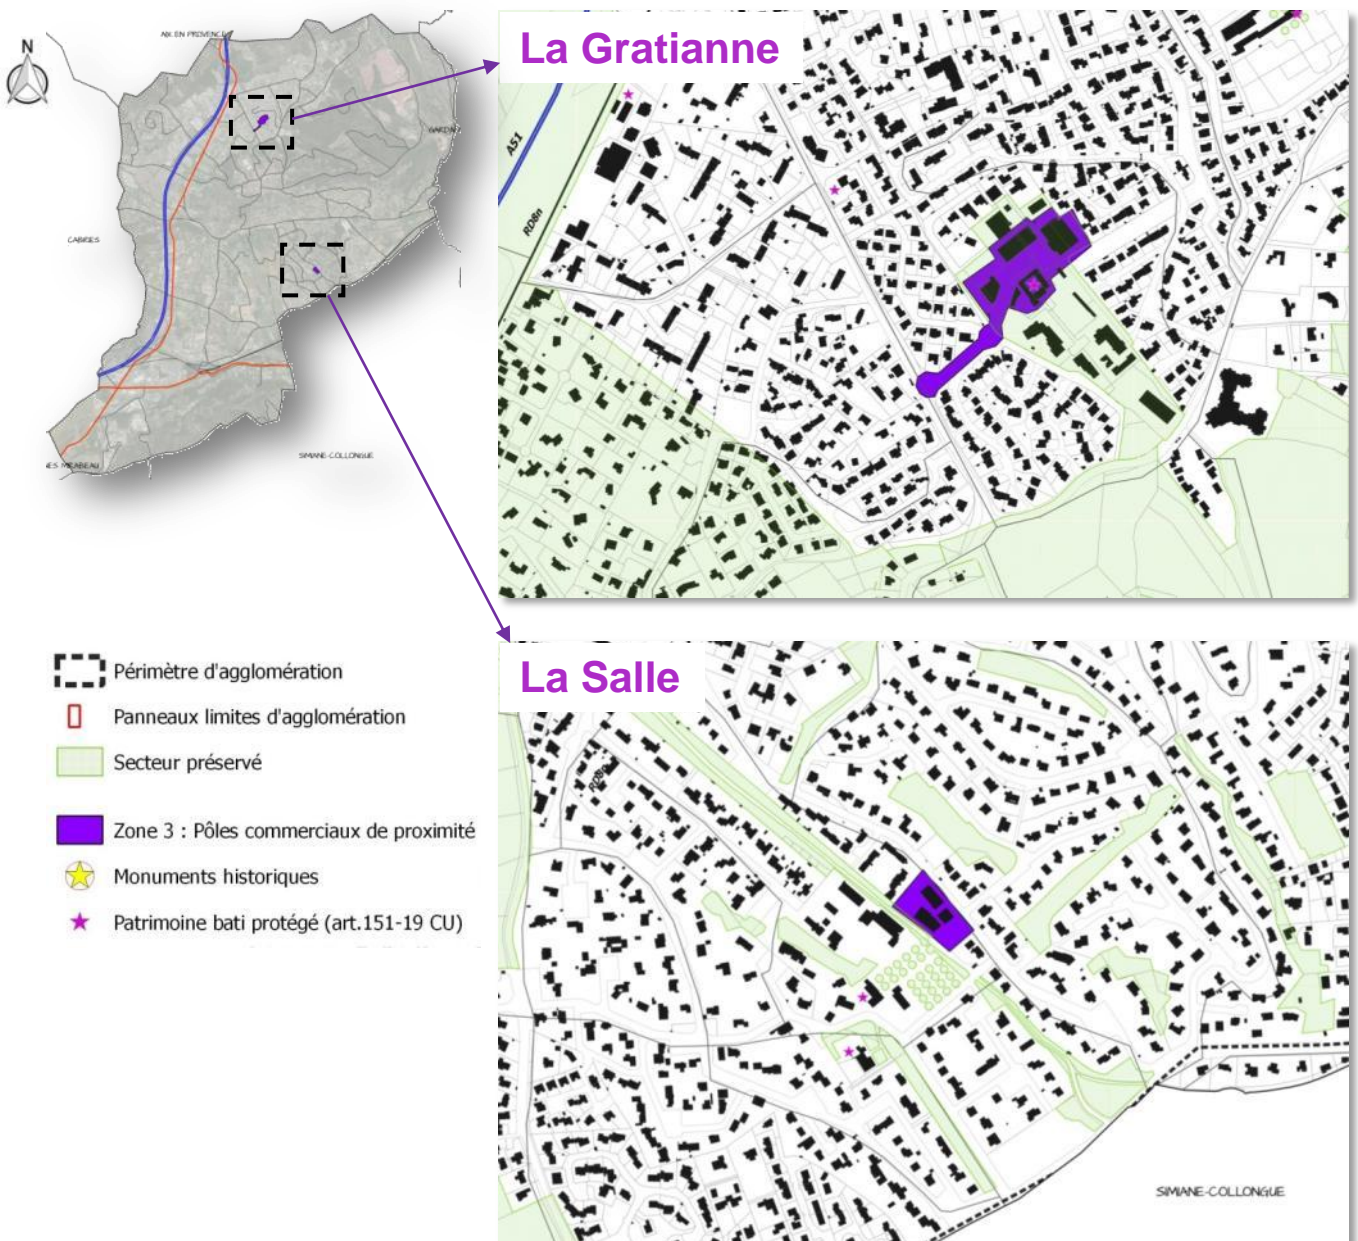 N
AIX EN PROVENCE
CABRIES
SIMIANE-COLLONGUE
La Gratianne
A51
RD8n
Périmètre d'agglomération
Panneaux limites d'agglomération
Secteur préservé
Zone 3 : Pôles commerciaux de proximité
Monuments historiques
Patrimoine bati protégé (art.151-19 CU)
La Salle
RD8n
SIMIANE-COLLONGUE